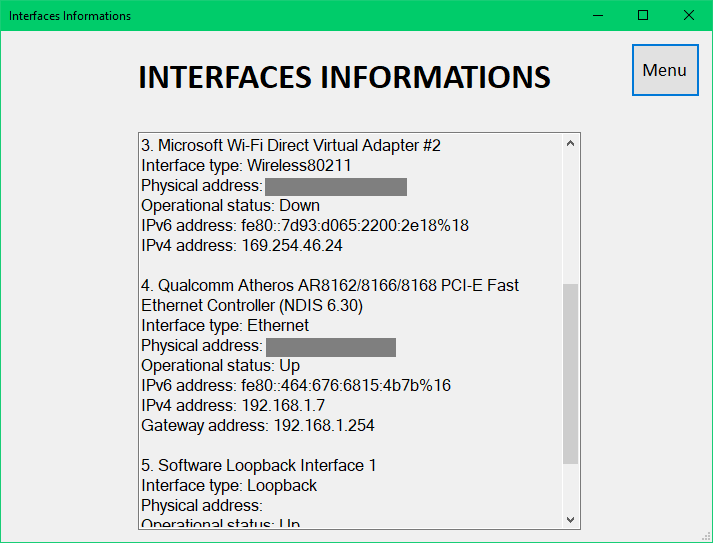 Interfaces Informations
INTERFACES INFORMATIONS
Menu
3. Microsoft Wi-Fi Direct Virtual Adapter #2
Interface type: Wireless80211
Physical address:
Operational status: Down
IPv6 address: fe80::7d93:d065:2200:2e18%18
IPv4 address: 169.254.46.24
4. Qualcomm Atheros AR8162/8166/8168 PCI-E Fast
Ethernet Controller (NDIS 6.30)
Interface type: Ethernet
Physical address:
Operational status: Up
IPv6 address: fe80::464:676:6815:4b7b%16
IPv4 address: 192.168.1.7
Gateway address: 192.168.1.254
5. Software Loopback Interface 1
Interface type: Loopback
Physical address:
Operational status: Up